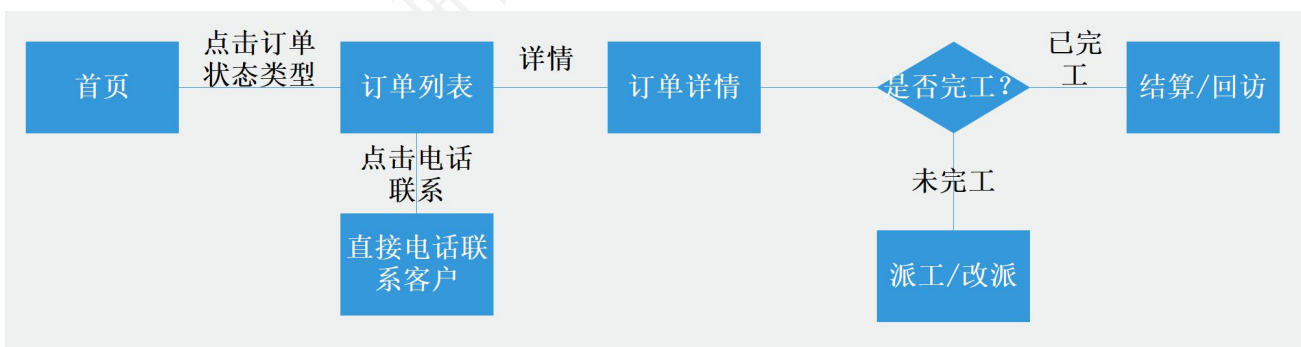 首页
点击订单
状态类型
订单列表
详情
订单详情
是否完工？
已完
工
结算/回访
点击电话
联系
直接电话联
系客户
未完工
派工/改派